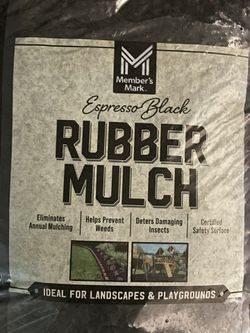 Member's
Mark
Espresso Black
RUBBER
MULCH
Eliminates
Annual Mulching
Helps Prevent
Weeds
Deters Damaging
Insects
Certified
Safety Surface
IDEAL FOR LANDSCAPES & PLAYGROUNDS